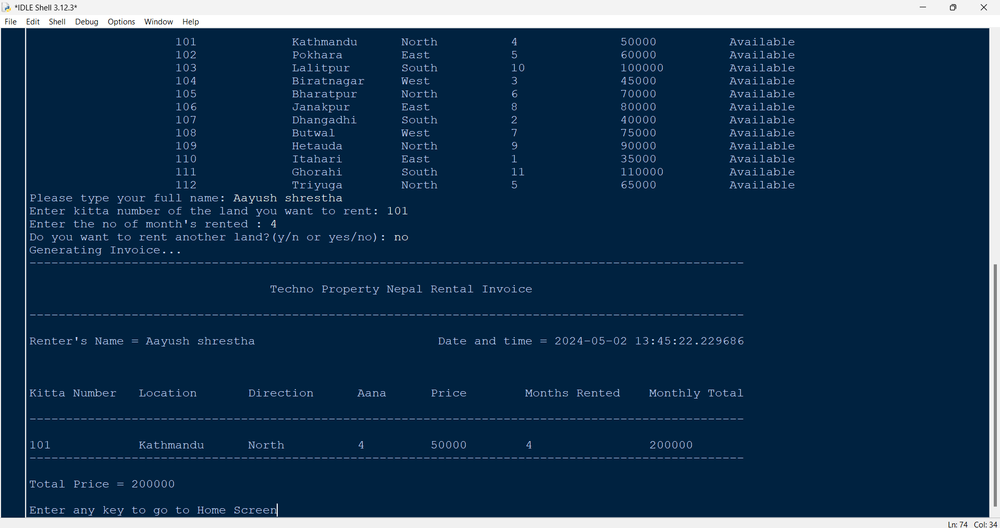 *IDLE Shell 3.12.3*
File Edit Shell Debug Options Window Help
101 Kathmandu North 4 50000 Available
102 Pokhara East 5 60000 Available
103 Lalitpur South 10 100000 Available
104 Biratnagar West 3 45000 Available
105 Bharatpur North 6 70000 Available
106 Janakpur East 8 80000 Available
107 Dhangadhi South 2 40000 Available
108 Butwal West 7 75000 Available
109 Hetauda North 9 90000 Available
110 Itahari East 1 35000 Available
111 Ghorahi South 11 110000 Available
112 Triyuga North 5 65000 Available
Please type your full name: Aayush shrestha
Enter kitta number of the land you want to rent: 101
Enter the no of month's rented : 4
Do you want to rent another land?(y/n or yes/no): no
Generating Invoice...
Techno Property Nepal Rental Invoice
Renter's Name = Aayush shrestha Date and time = 2024-05-02 13:45:22.229686
Kitta Number Location Direction Aana Price Months Rented Monthly Total
101 Kathmandu North 4 50000 4 200000
Total Price = 200000
Enter any key to go to Home Screen
Ln: 74 Col: 34